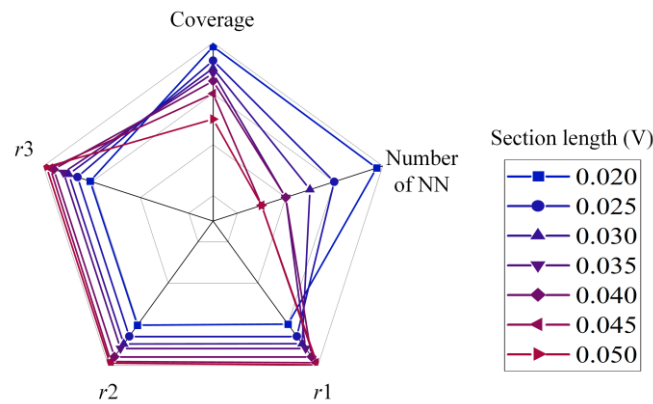 Coverage
r3
Number
of NN
r2
r1
Section length (V)
0.020
0.025
0.030
0.035
0.040
0.045
0.050